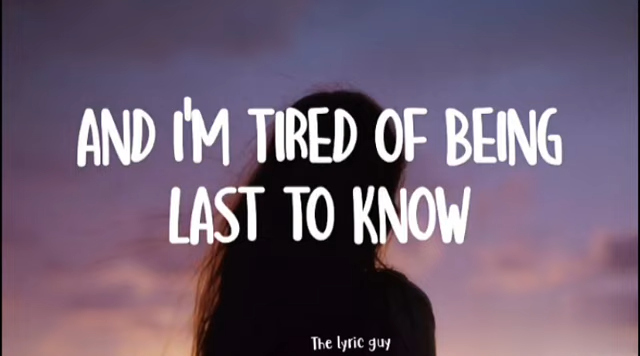 AND I'M TIRED OF BEING
LAST TO KNOW
The lyric guy